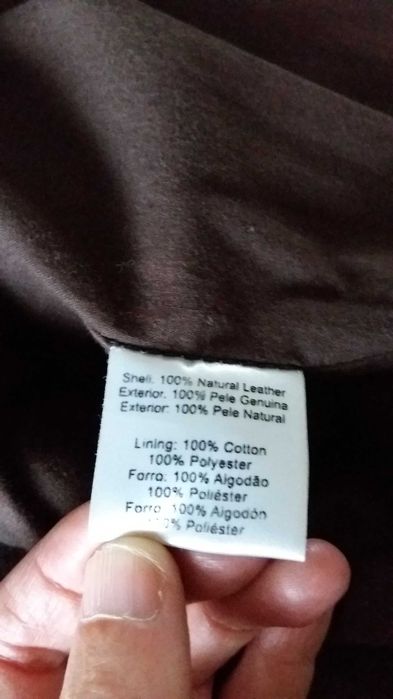 Shell: 100% Natural Leather
Exterior: 100% Pele Genuina
Exterior: 100% Pele Natural
Lining: 100% Cotton
100% Polyester
Forro: 100% Algodão
100% Poliéster
Forro: 100% Algodón
100% Poliéster